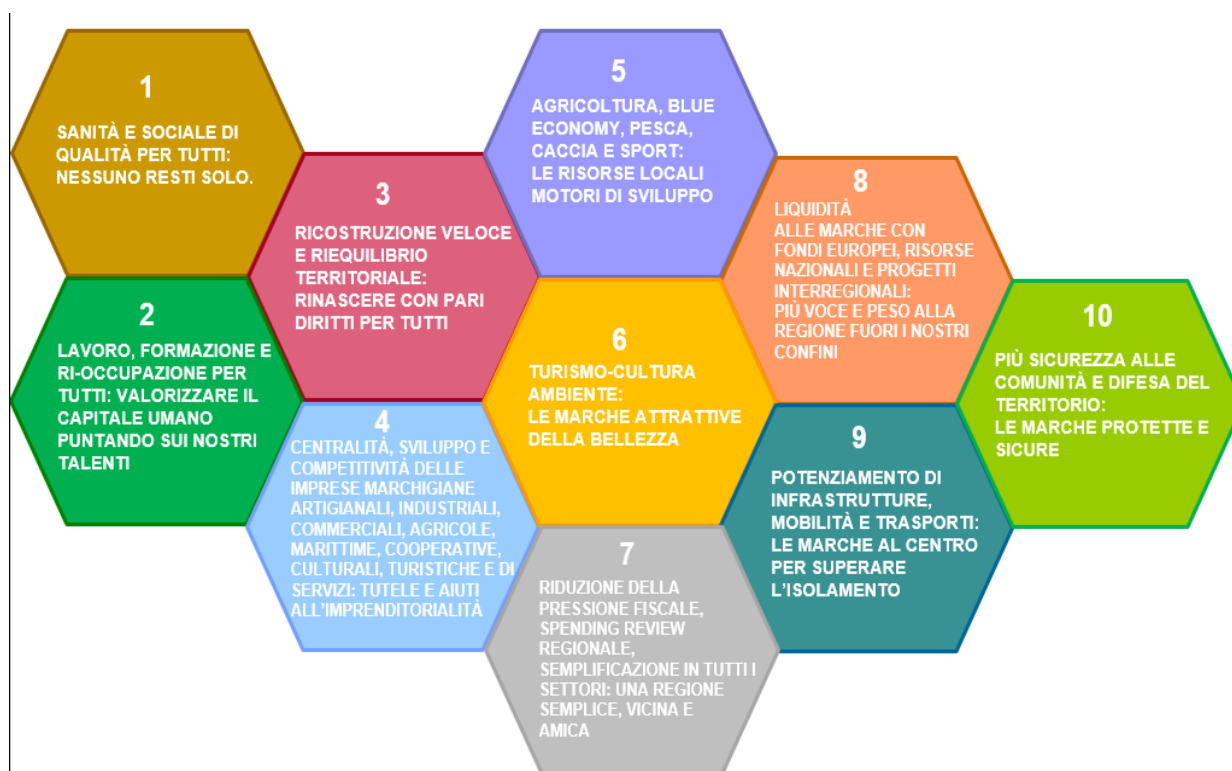 1
SANITÀ E SOCIALE DI
QUALITÀ PER TUTTI:
NESSUNO RESTI SOLO.
2
LAVORO, FORMAZIONE E
RI-OCCUPAZIONE PER
TUTTI: VALORIZZARE IL
CAPITALE UMANO
PUNTANDO SUI NOSTRI
TALENTI
3
RICOSTRUZIONE VELOCE
E RIEQUILIBRIO
TERRITORIALE:
RINASCERE CON PARI
DIRITTI PER TUTTI
4
CENTRALITÀ, SVILUPPO E
COMPETITIVITÀ DELLE
IMPRESE MARCHIGIANE
ARTIGIANALI, INDUSTRIALI,
COMMERCIALI, AGRICOLE,
MARITTIME, COOPERATIVE,
CULTURALI, TURISTICHE E DI
SERVIZI: TUTELE E AIUTI
ALL'IMPRENDITORIALITÀ
5
AGRICOLTURA, BLUE
ECONOMY, PESCA,
CACCIA E SPORT:
LE RISORSE LOCALI
MOTORI DI SVILUPPO
6
TURISMO-CULTURA
AMBIENTE:
LE MARCHE ATTRATTIVE
DELLA BELLEZZA
7
RIDUZIONE DELLA
PRESSIONE FISCALE,
SPENDING REVIEW
REGIONALE,
SEMPLIFICAZIONE IN TUTTI I
SETTORI: UNA REGIONE
SEMPLICE, VICINA E
AMICA
8
LIQUIDITÀ
ALLE MARCHE CON
FONDI EUROPEI, RISORSE
NAZIONALI E PROGETTI
INTERREGIONALI:
PIÙ VOCE E PESO ALLA
REGIONE FUORI I NOSTRI
CONFINI
9
POTENZIAMENTO DI
INFRASTRUTTURE,
MOBILITÀ E TRASPORTI:
LE MARCHE AL CENTRO
PER SUPERARE
L'ISOLAMENTO
10
PIÙ SICUREZZA ALLE
COMUNITÀ E DIFESA DEL
TERRITORIO:
LE MARCHE PROTETTE E
SICURE